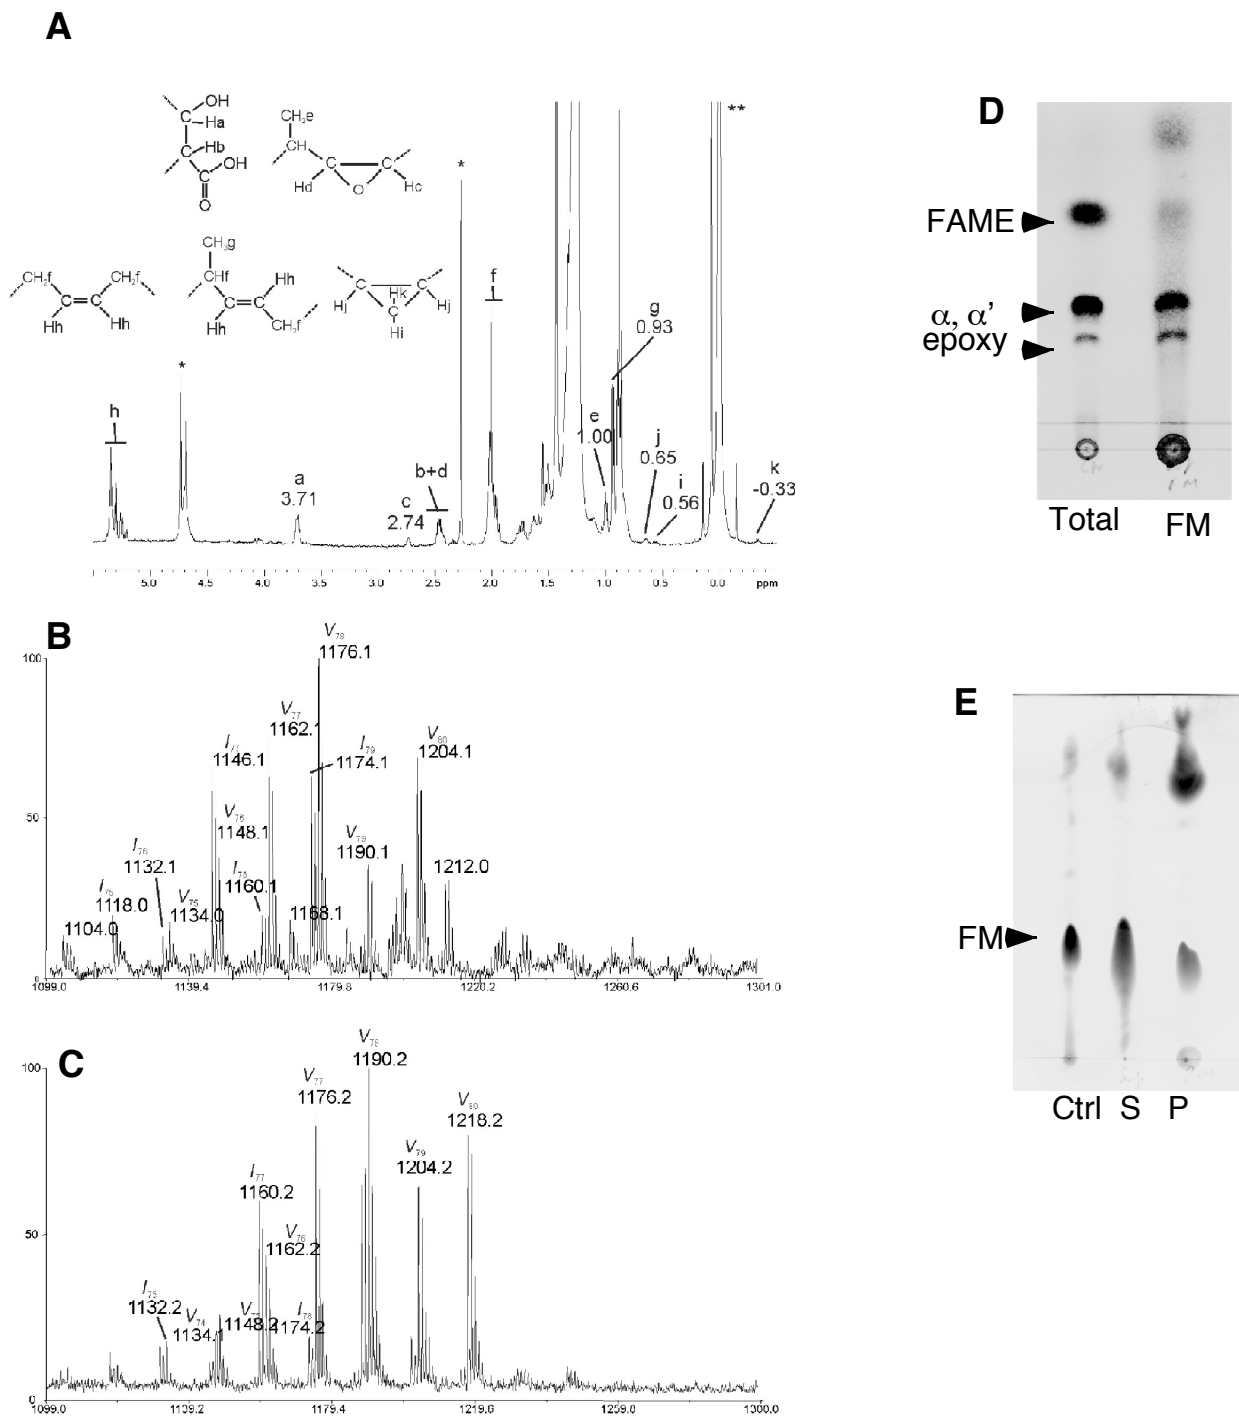 A
OH
C
Ha
Hb
C
OH
C
O
CH3e
CH
C
C
Hd
O
Hc
CH2f
CH2f
C=C
Hh
Hh
CH3g
CHf
Hh
C=C
Hh
CH2f
C
C
Hj
Hk
Hj
C
Hi
*
*
**
h
a
3.71
c
2.74
b+d
f
e
1.00
g
0.93
j
0.65
i
0.56
k
-0.33
5.0 4.5 4.0 3.5 3.0 2.5 2.0 1.5 1.0 0.5 0.0 ppm
B
100
50
0
1104.0
I75
1118.0
I76
1132.1
V75
1134.0
I77
1146.1
V76
1148.1
I78
1160.1
V77
1162.1
1168.1
V78
1176.1
I79
1174.1
V79
1190.1
V80
1204.1
1212.0
1099.0 1139.4 1179.8 1220.2 1260.6 1301.0
C
100
50
0
I75
1132.2
V74
1134.
V75
1148.2
I77
1160.2
V76
1162.2
I78
1174.2
V77
1176.2
V78
1190.2
V79
1204.2
V80
1218.2
1099.0 1139.2 1179.4 1219.6 1259.0 1300.0
D
FAME
α, α’
epoxy
Total FM
E
FM
Ctrl S P